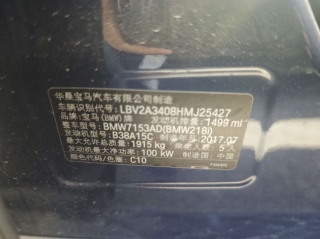 华晨宝马汽车有限公司制造
车辆识别代号: LBV2A3408HMJ25427
品牌: 宝马 (BMW) 牌 发动机排量: 1499 ml
整车型号: BMW7153AD(BMW218i)
发动机型号: B38A15C 制造年月: 2017.07
最大允许总质量: 1915 kg 乘坐人数: 5人
最大净功率: 100 kW 制造国: 中国
颜色代码/色漆: C10